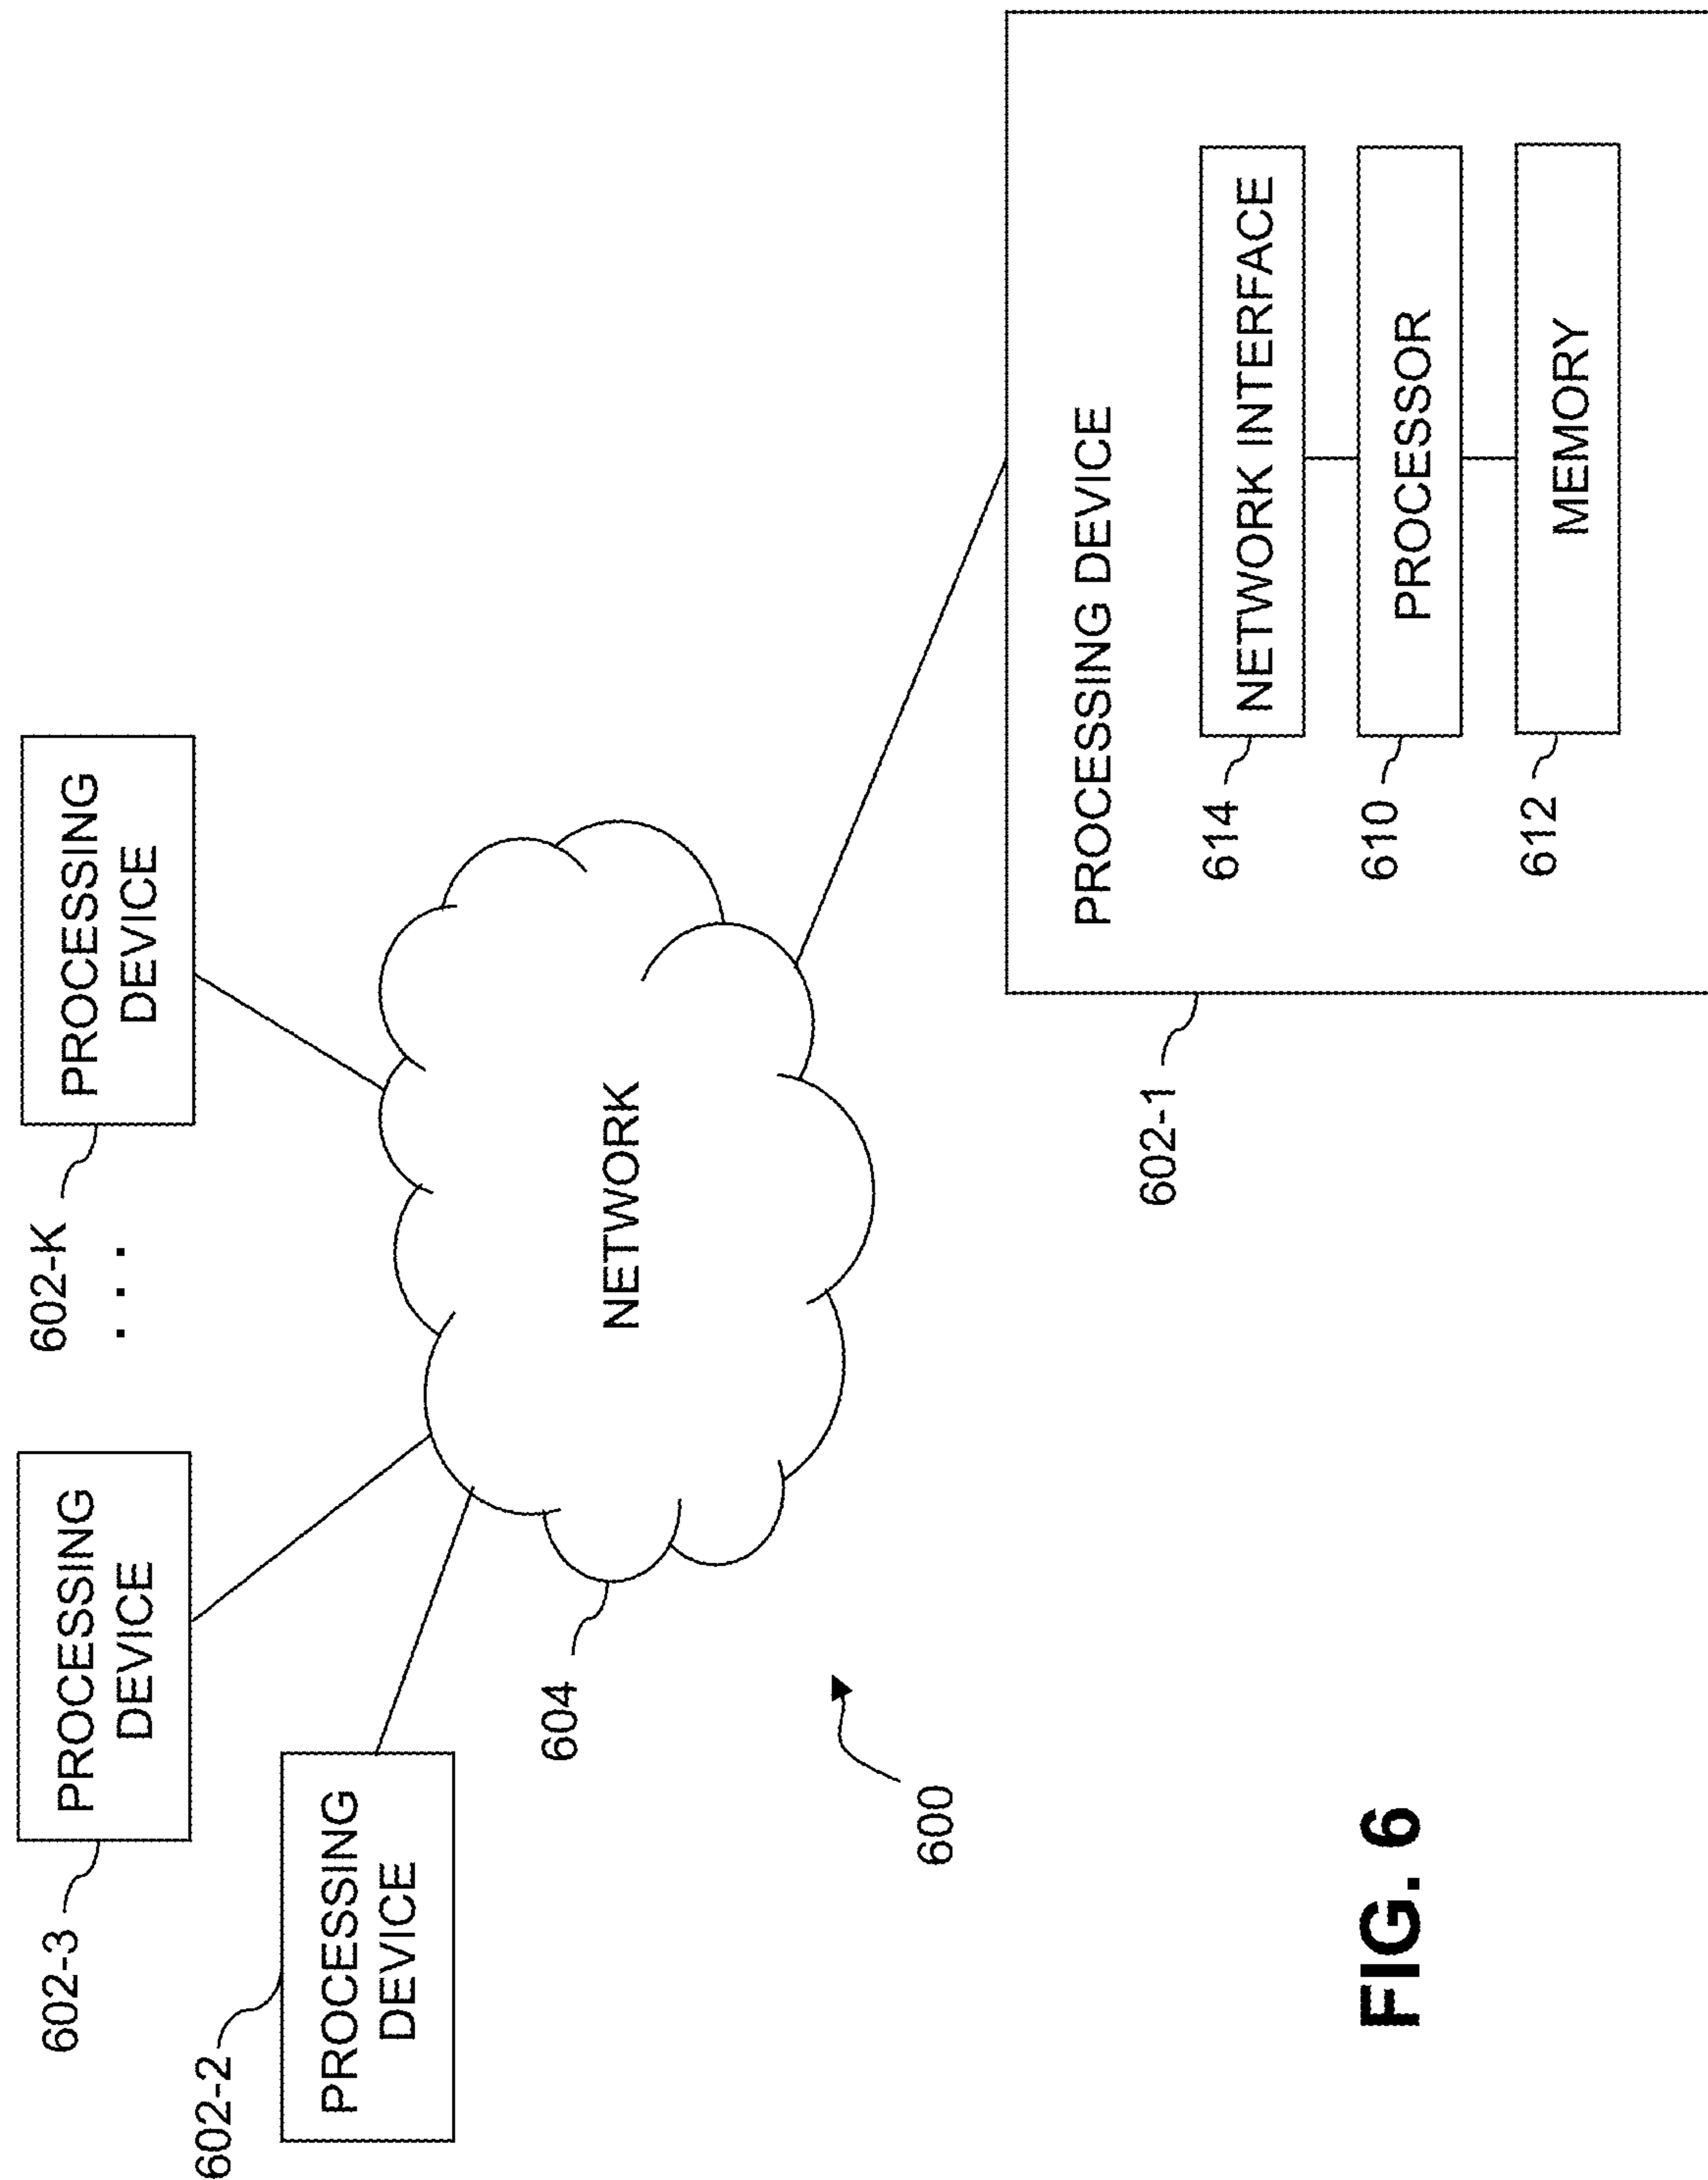 602-2
PROCESSING
DEVICE
602-3
PROCESSING
DEVICE
. . .
602-K
PROCESSING
DEVICE
604
NETWORK
600
602-1
PROCESSING DEVICE
614
NETWORK INTERFACE
610
PROCESSOR
612
MEMORY
FIG. 6